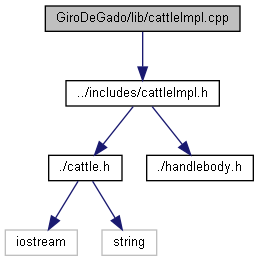 GiroDeGado/lib/cattleImpl.cpp
../includes/cattleImpl.h
./cattle.h
./handlebody.h
iostream
string